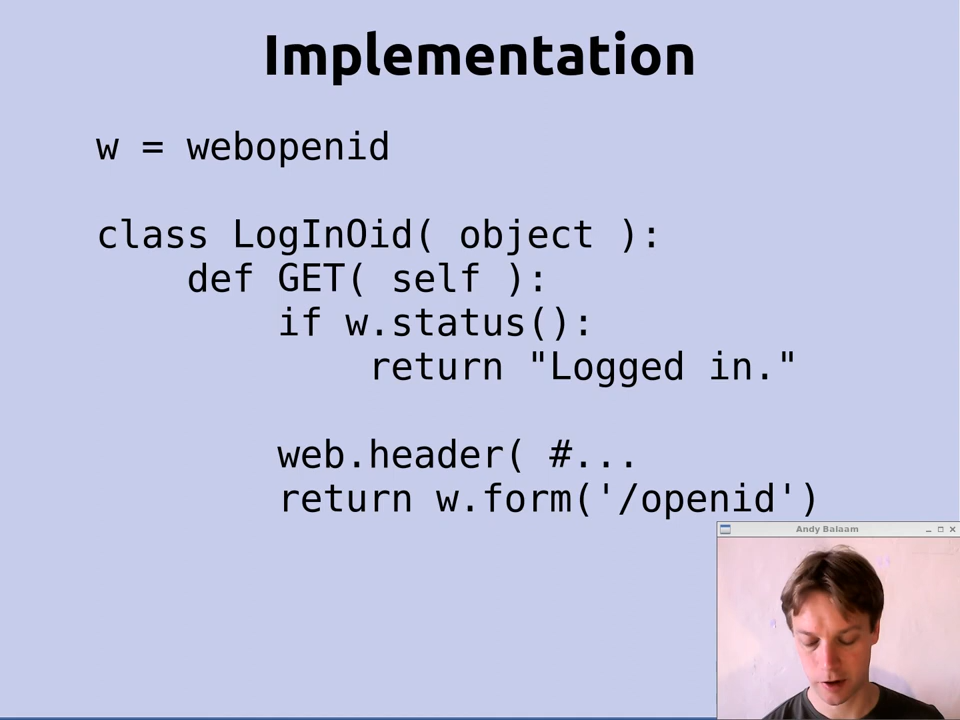 Implementation
w = webopenid
class LogInOid( object ):
def GET( self ):
if w.status():
return "Logged in."
web.header( #...
return w.form('/openid')
Andy Balaam